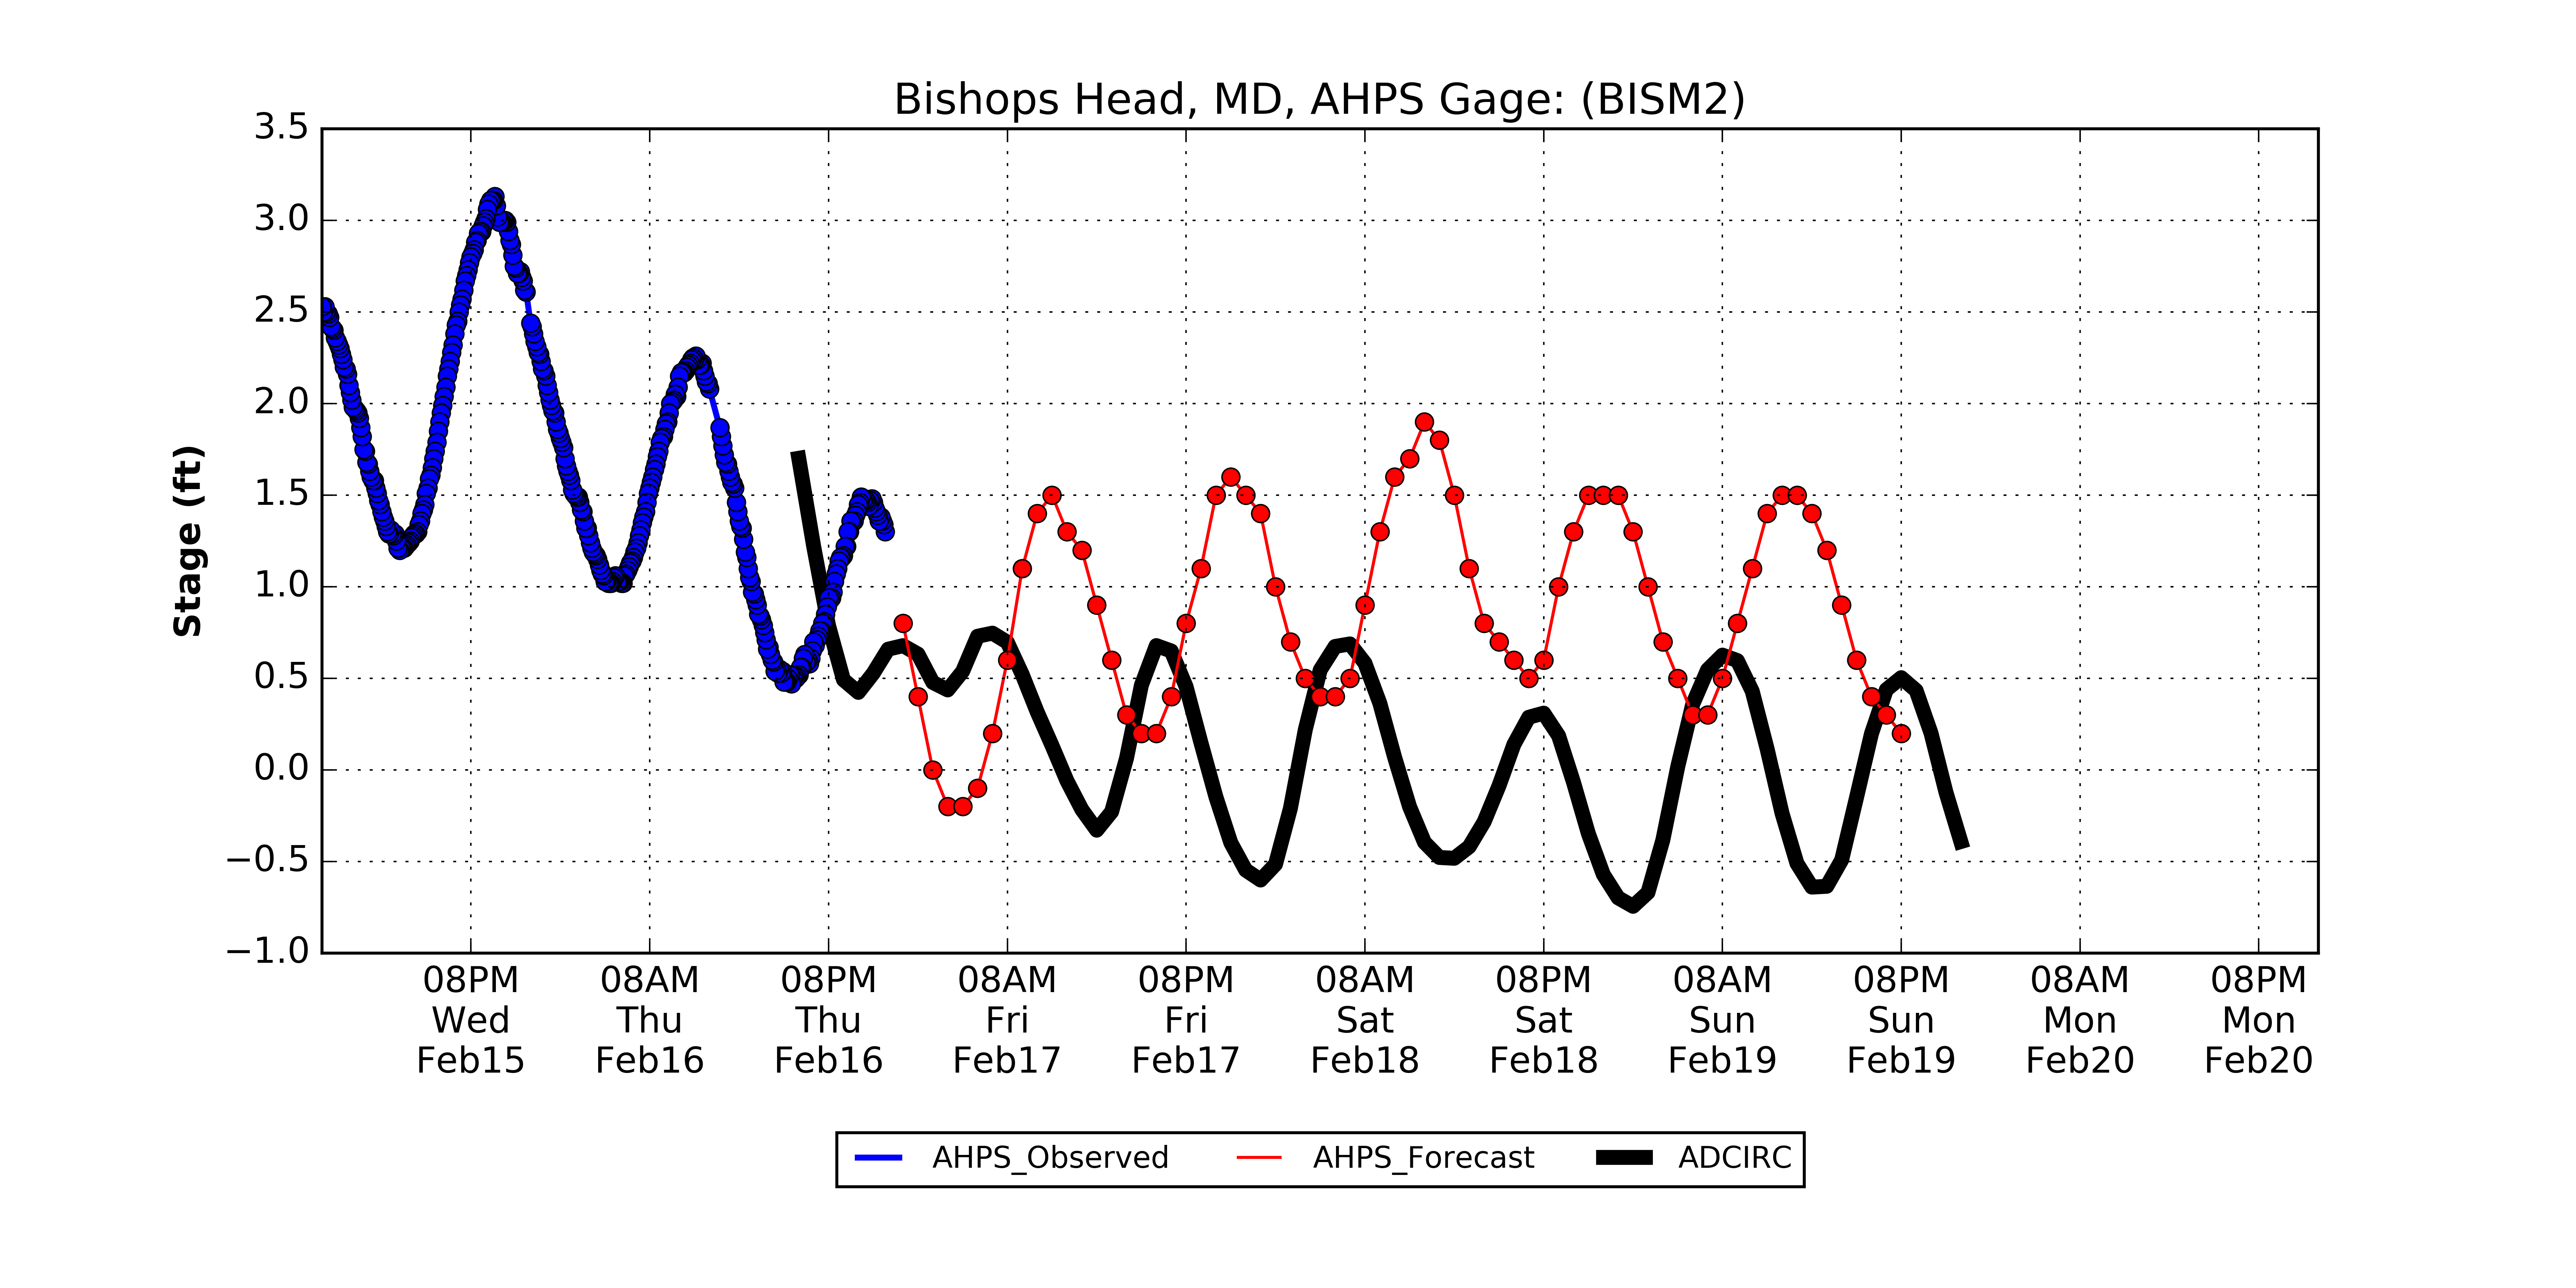 Bishops Head, MD, AHPS Gage: (BISM2)
Stage (ft)
3.5
3.0
2.5
2.0
1.5
1.0
0.5
0.0
−0.5
−1.0
08PM 08AM 08PM 08AM 08PM 08AM 08PM 08AM 08PM 08AM 08PM
Wed Thu Thu Fri Fri Sat Sat Sun Sun Mon Mon
Feb15 Feb16 Feb16 Feb17 Feb17 Feb18 Feb18 Feb19 Feb19 Feb20 Feb20
AHPS_Observed AHPS_Forecast ADCIRC